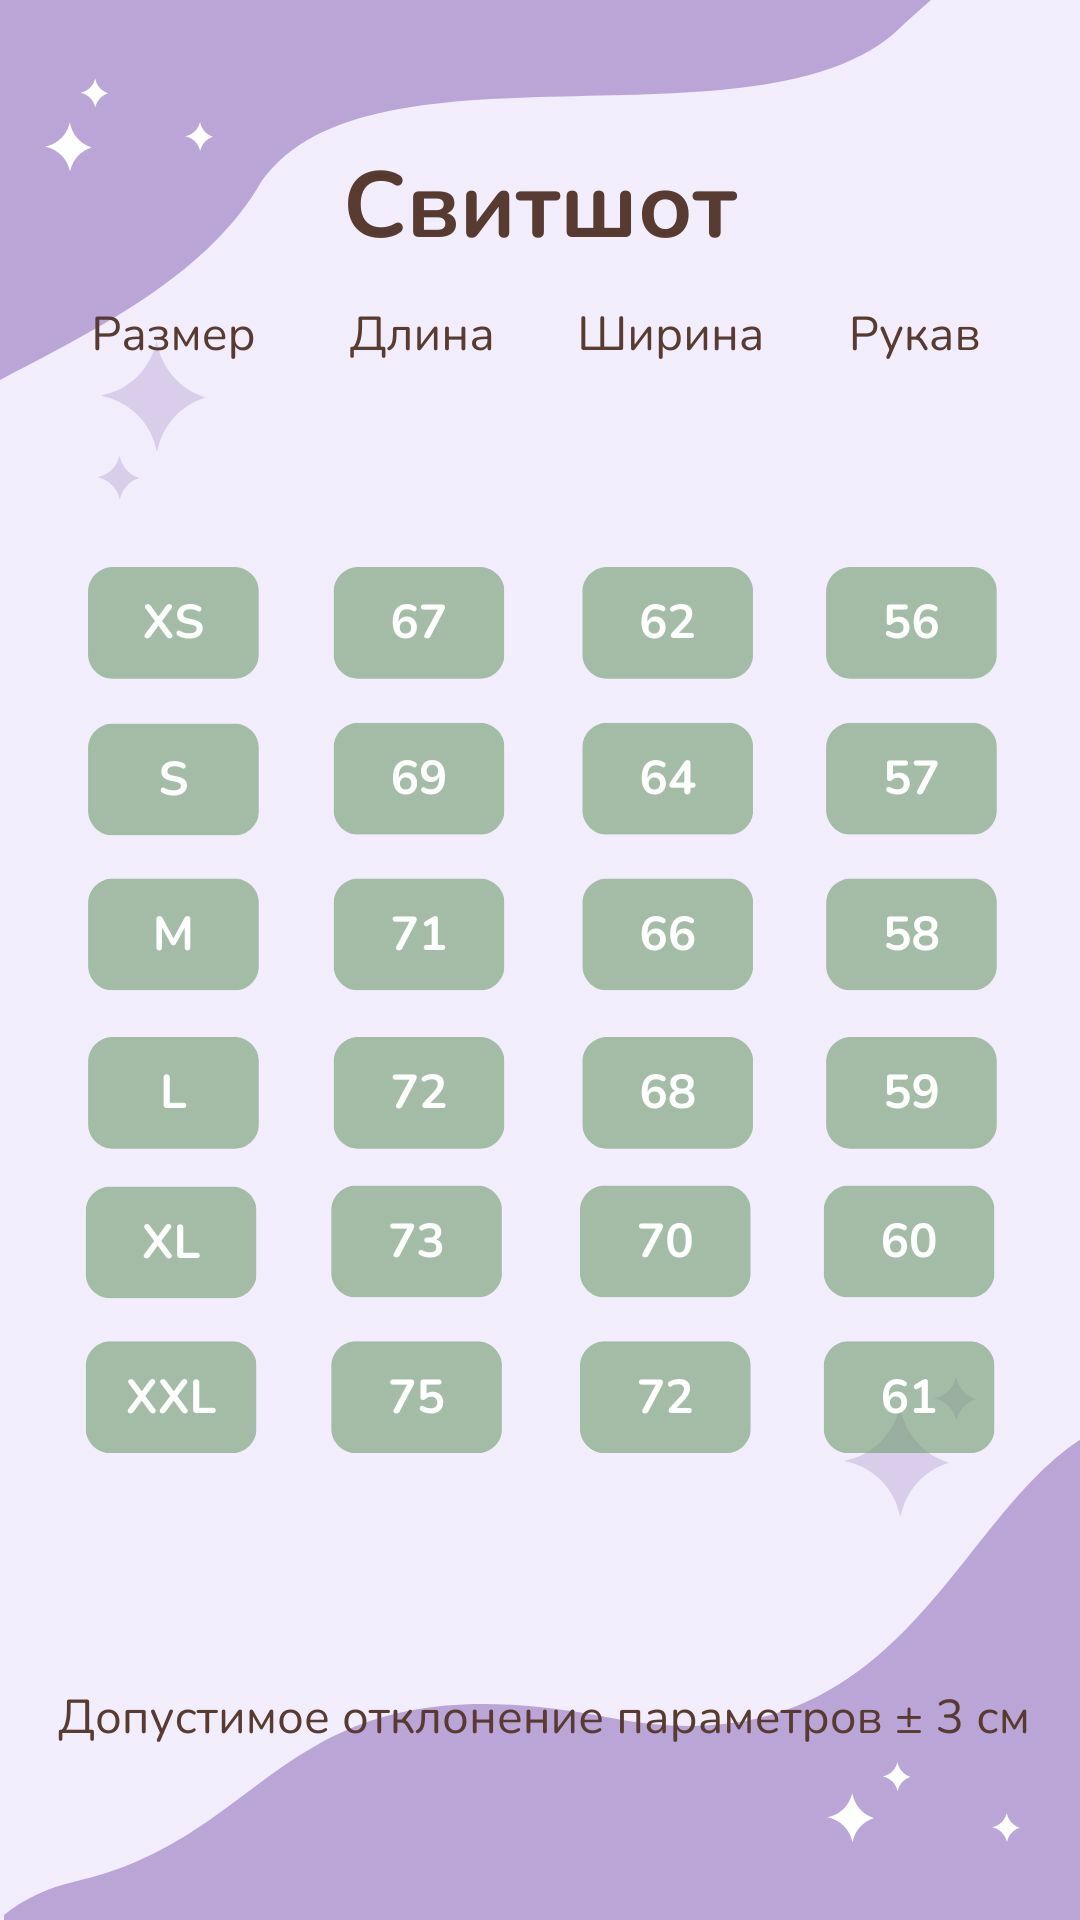 Свитшот
Размер Длина Ширина Рукав
XS 67 62 56
S 69 64 57
M 71 66 58
L 72 68 59
XL 73 70 60
XXL 75 72 61
Допустимое отклонение параметров ± 3 см